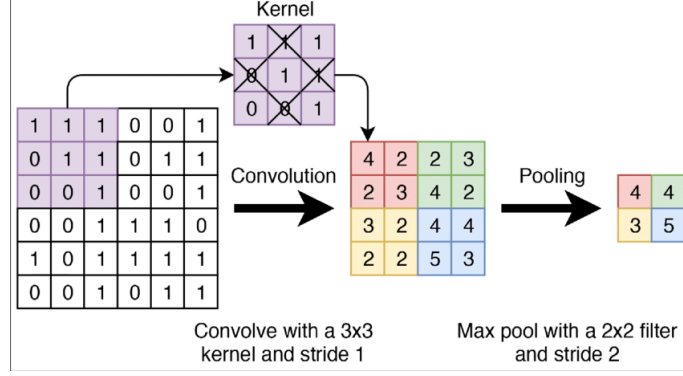 Kernel
1 1 1
0 1 1
0 0 1
1 1 1 0 0 1
0 1 1 0 1 1
0 0 1 0 0 1
0 0 1 1 1 0
1 0 1 1 1 1
0 0 1 0 1 1
Convolution
4 2 2 3
2 3 4 2
3 2 4 4
2 2 5 3
Pooling
4 4
3 5
Convolve with a 3x3
kernel and stride 1
Max pool with a 2x2 filter
and stride 2